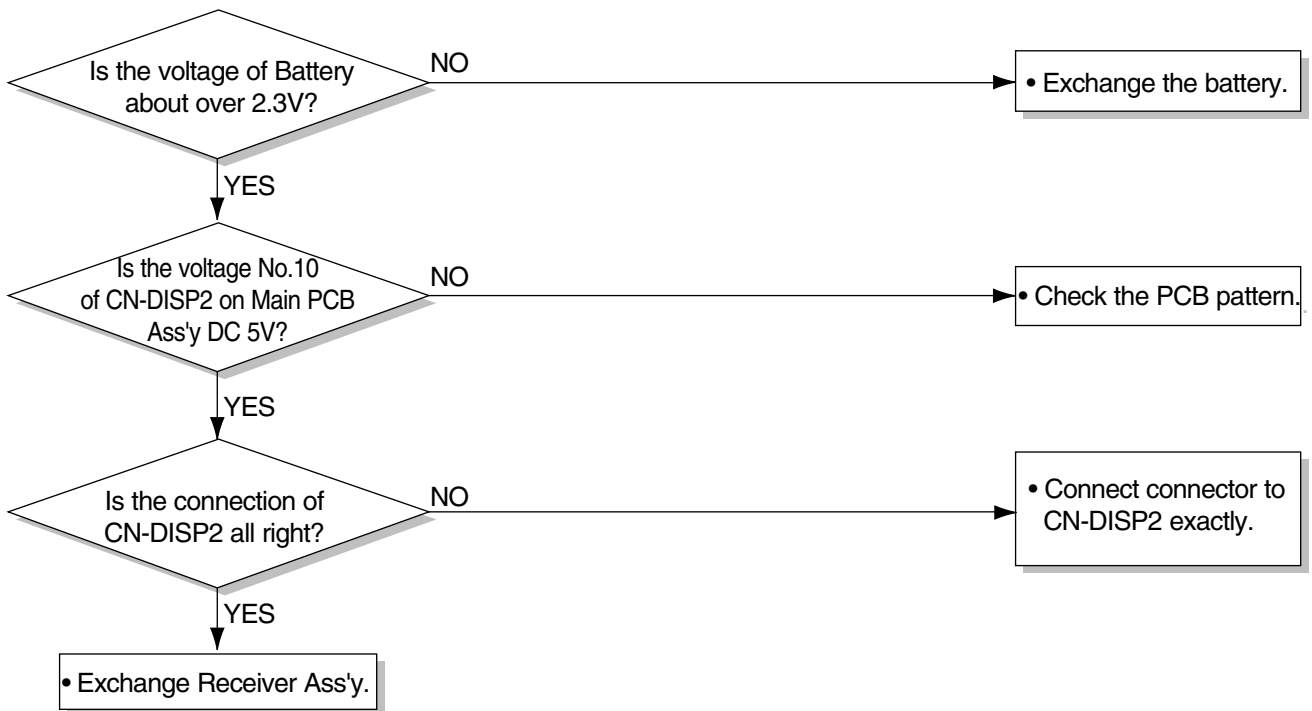 Is the voltage of Battery
about over 2.3V?
NO
• Exchange the battery.
YES
Is the voltage No.10
of CN-DISP2 on Main PCB
Ass'y DC 5V?
NO
• Check the PCB pattern.
YES
Is the connection of
CN-DISP2 all right?
NO
• Connect connector to
CN-DISP2 exactly.
YES
• Exchange Receiver Ass'y.